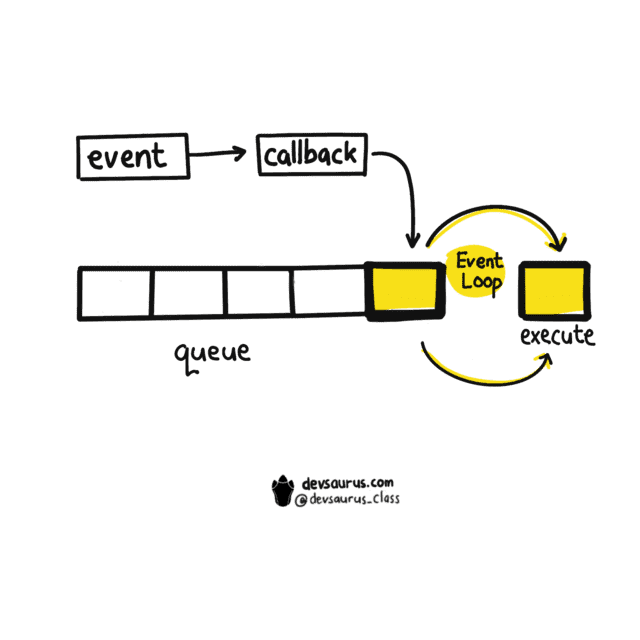 event
callback
Event
Loop
execute
queue
devsaurus.com
@devsaurus_class